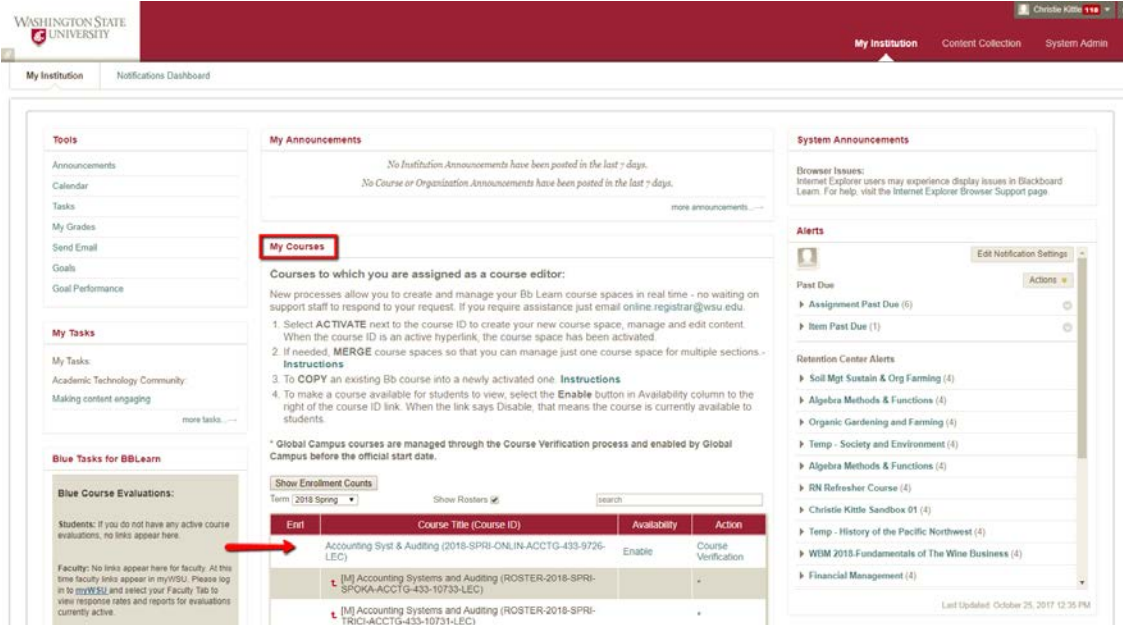 WASHINGTON STATE
UNIVERSITY
Christie Kittle 118
My Institution
Content Collection
System Admin
My Institution
Notifications Dashboard
Tools
Announcements
Calendar
Tasks
My Grades
Send Email
Goals
Goal Performance
My Tasks
My Tasks:
Academic Technology Community:
Making content engaging
more tasks...
Blue Tasks for BBLearn
Blue Course Evaluations:
Students: If you do not have any active course
evaluations, no links appear here.
Faculty: No links appear here for faculty. At this
time faculty links appear in myWSU. Please log
in to myWSU and select your Faculty Tab to
view response rates and reports for evaluations
currently active.
My Announcements
No Institution Announcements have been posted in the last 7 days.
No Course or Organization Announcements have been posted in the last 7 days.
more announcements...
My Courses
Courses to which you are assigned as a course editor:
New processes allow you to create and manage your Bb Learn course spaces in real time - no waiting on
support staff to respond to your request. If you require assistance just email online.registrar@wsu.edu.
1. Select ACTIVATE next to the course ID to create your new course space, manage and edit content.
When the course ID is an active hyperlink, the course space has been activated.
2. If needed, MERGE course spaces so that you can manage just one course space for multiple sections.-
Instructions
3. To COPY an existing Bb course into a newly activated one. Instructions
4. To make a course available for students to view, select the Enable button in Availability column to the
right of the course ID link. When the link says Disable, that means the course is currently available to
students.
* Global Campus courses are managed through the Course Verification process and enabled by Global
Campus before the official start date.
Show Enrollment Counts
Term 2018 Spring
Show Rosters
search
Enrl Course Title (Course ID) Availability Action
Accounting Syst & Auditing (2018-SPRI-ONLIN-ACCTG-433-9726-
LEC)
Enable
Course
Verification
[M] Accounting Systems and Auditing (ROSTER-2018-SPRI-
SPOKA-ACCTG-433-10733-LEC)
*
[M] Accounting Systems and Auditing (ROSTER-2018-SPRI-
TRICI-ACCTG-433-10731-LEC)
*
System Announcements
Browser Issues:
Internet Explorer users may experience display issues in Blackboard
Learn. For help, visit the Internet Explorer Browser Support page.
Alerts
Edit Notification Settings
Actions
Past Due
Assignment Past Due (6)
Item Past Due (1)
Retention Center Alerts
Soil Mgt Sustain & Org Farming (4)
Algebra Methods & Functions (4)
Organic Gardening and Farming (4)
Temp - Society and Environment (4)
Algebra Methods & Functions (4)
RN Refresher Course (4)
Christie Kittle Sandbox 01 (4)
Temp - History of the Pacific Northwest (4)
WBM 2018-Fundamentals of The Wine Business (4)
Financial Management (4)
Last Updated: October 25, 2017 12:35 PM